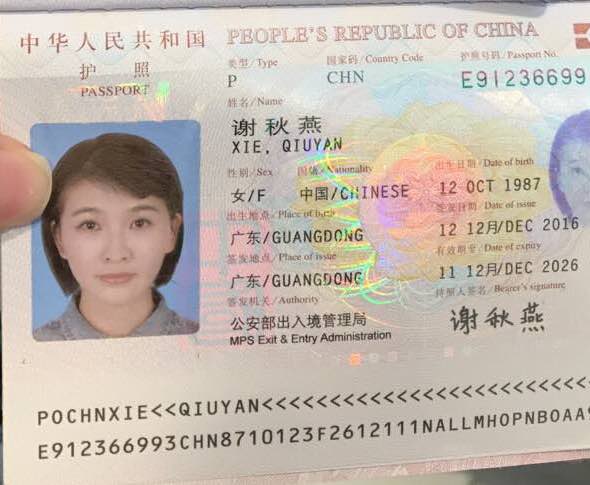 中华人民共和国 PEOPLE'S REPUBLIC OF CHINA
护 照
PASSPORT
类型/Type 国家码/Country Code 护照号码/Passport No.
P CHN E91236699
姓名/Name
谢秋燕
XIE, QIUYAN
性别/Sex 国籍/Nationality 出生日期/Date of birth
女/F 中国/CHINESE 12 OCT 1987
出生地点/Place of birth 签发日期/Date of issue
广东/GUANGDONG 12 12月/DEC 2016
签发地点/Place of issue 有效期至/Date of expiry
广东/GUANGDONG 11 12月/DEC 2026
签发机关/Authority 持照人签名/Bearer's signature
公安部出入境管理局 谢秋燕
MPS Exit & Entry Administration
POCHNXIE<<QIUYAN<<<<<<<<<<<<<<<<<<<<<<<<
E912366993CHN8710123F2612111NALLMHOPNBOAA9